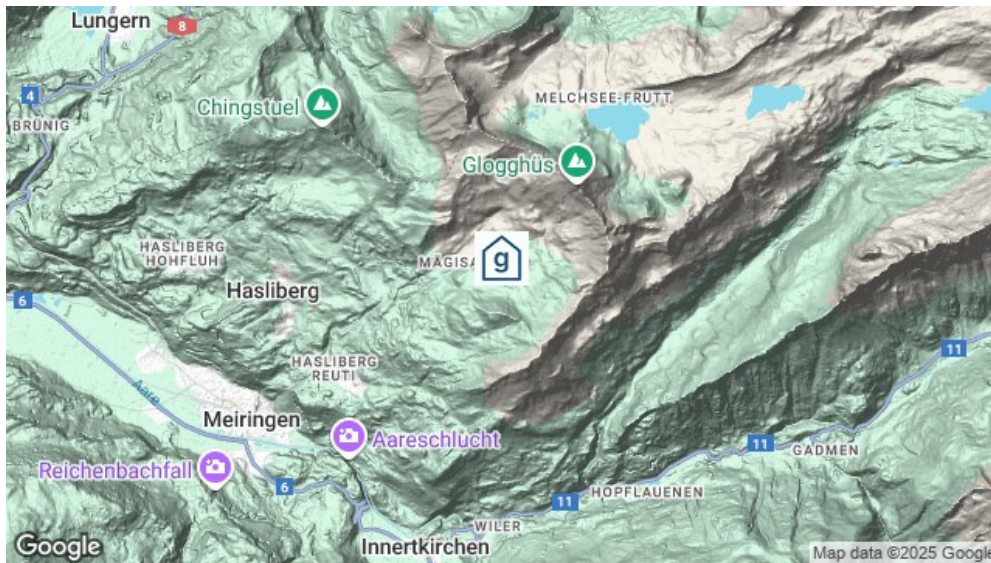 Lungern
8
4
BRÜNIG
Chingstuel
MELCHSEE-FRUTT
Glogghüs
HASLIBERG
HOHFLUH
MAGISA
g
Hasliberg
6
HASLIBERG
REUTI
11
Aare
Meiringen
Aareschlucht
11
GADMEN
Reichenbachfall
6
11
HOPFLAUENEN
WILER
Innertkirchen
Google
Map data ©2025 Google